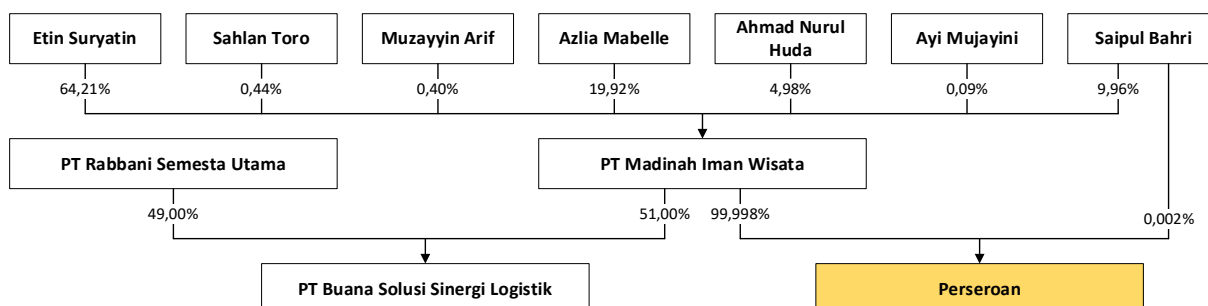 Etin Suryatin
Sahlan Toro
Muzayyin Arif
Azlia Mabelle
Ahmad Nurul
Huda
Ayi Mujayini
Saipul Bahri
64,21%
0,44%
0,40%
19,92%
4,98%
0,09%
9,96%
PT Rabbani Semesta Utama
PT Madinah Iman Wisata
49,00%
51,00%
99,998%
0,002%
PT Buana Solusi Sinergi Logistik
Perseroan